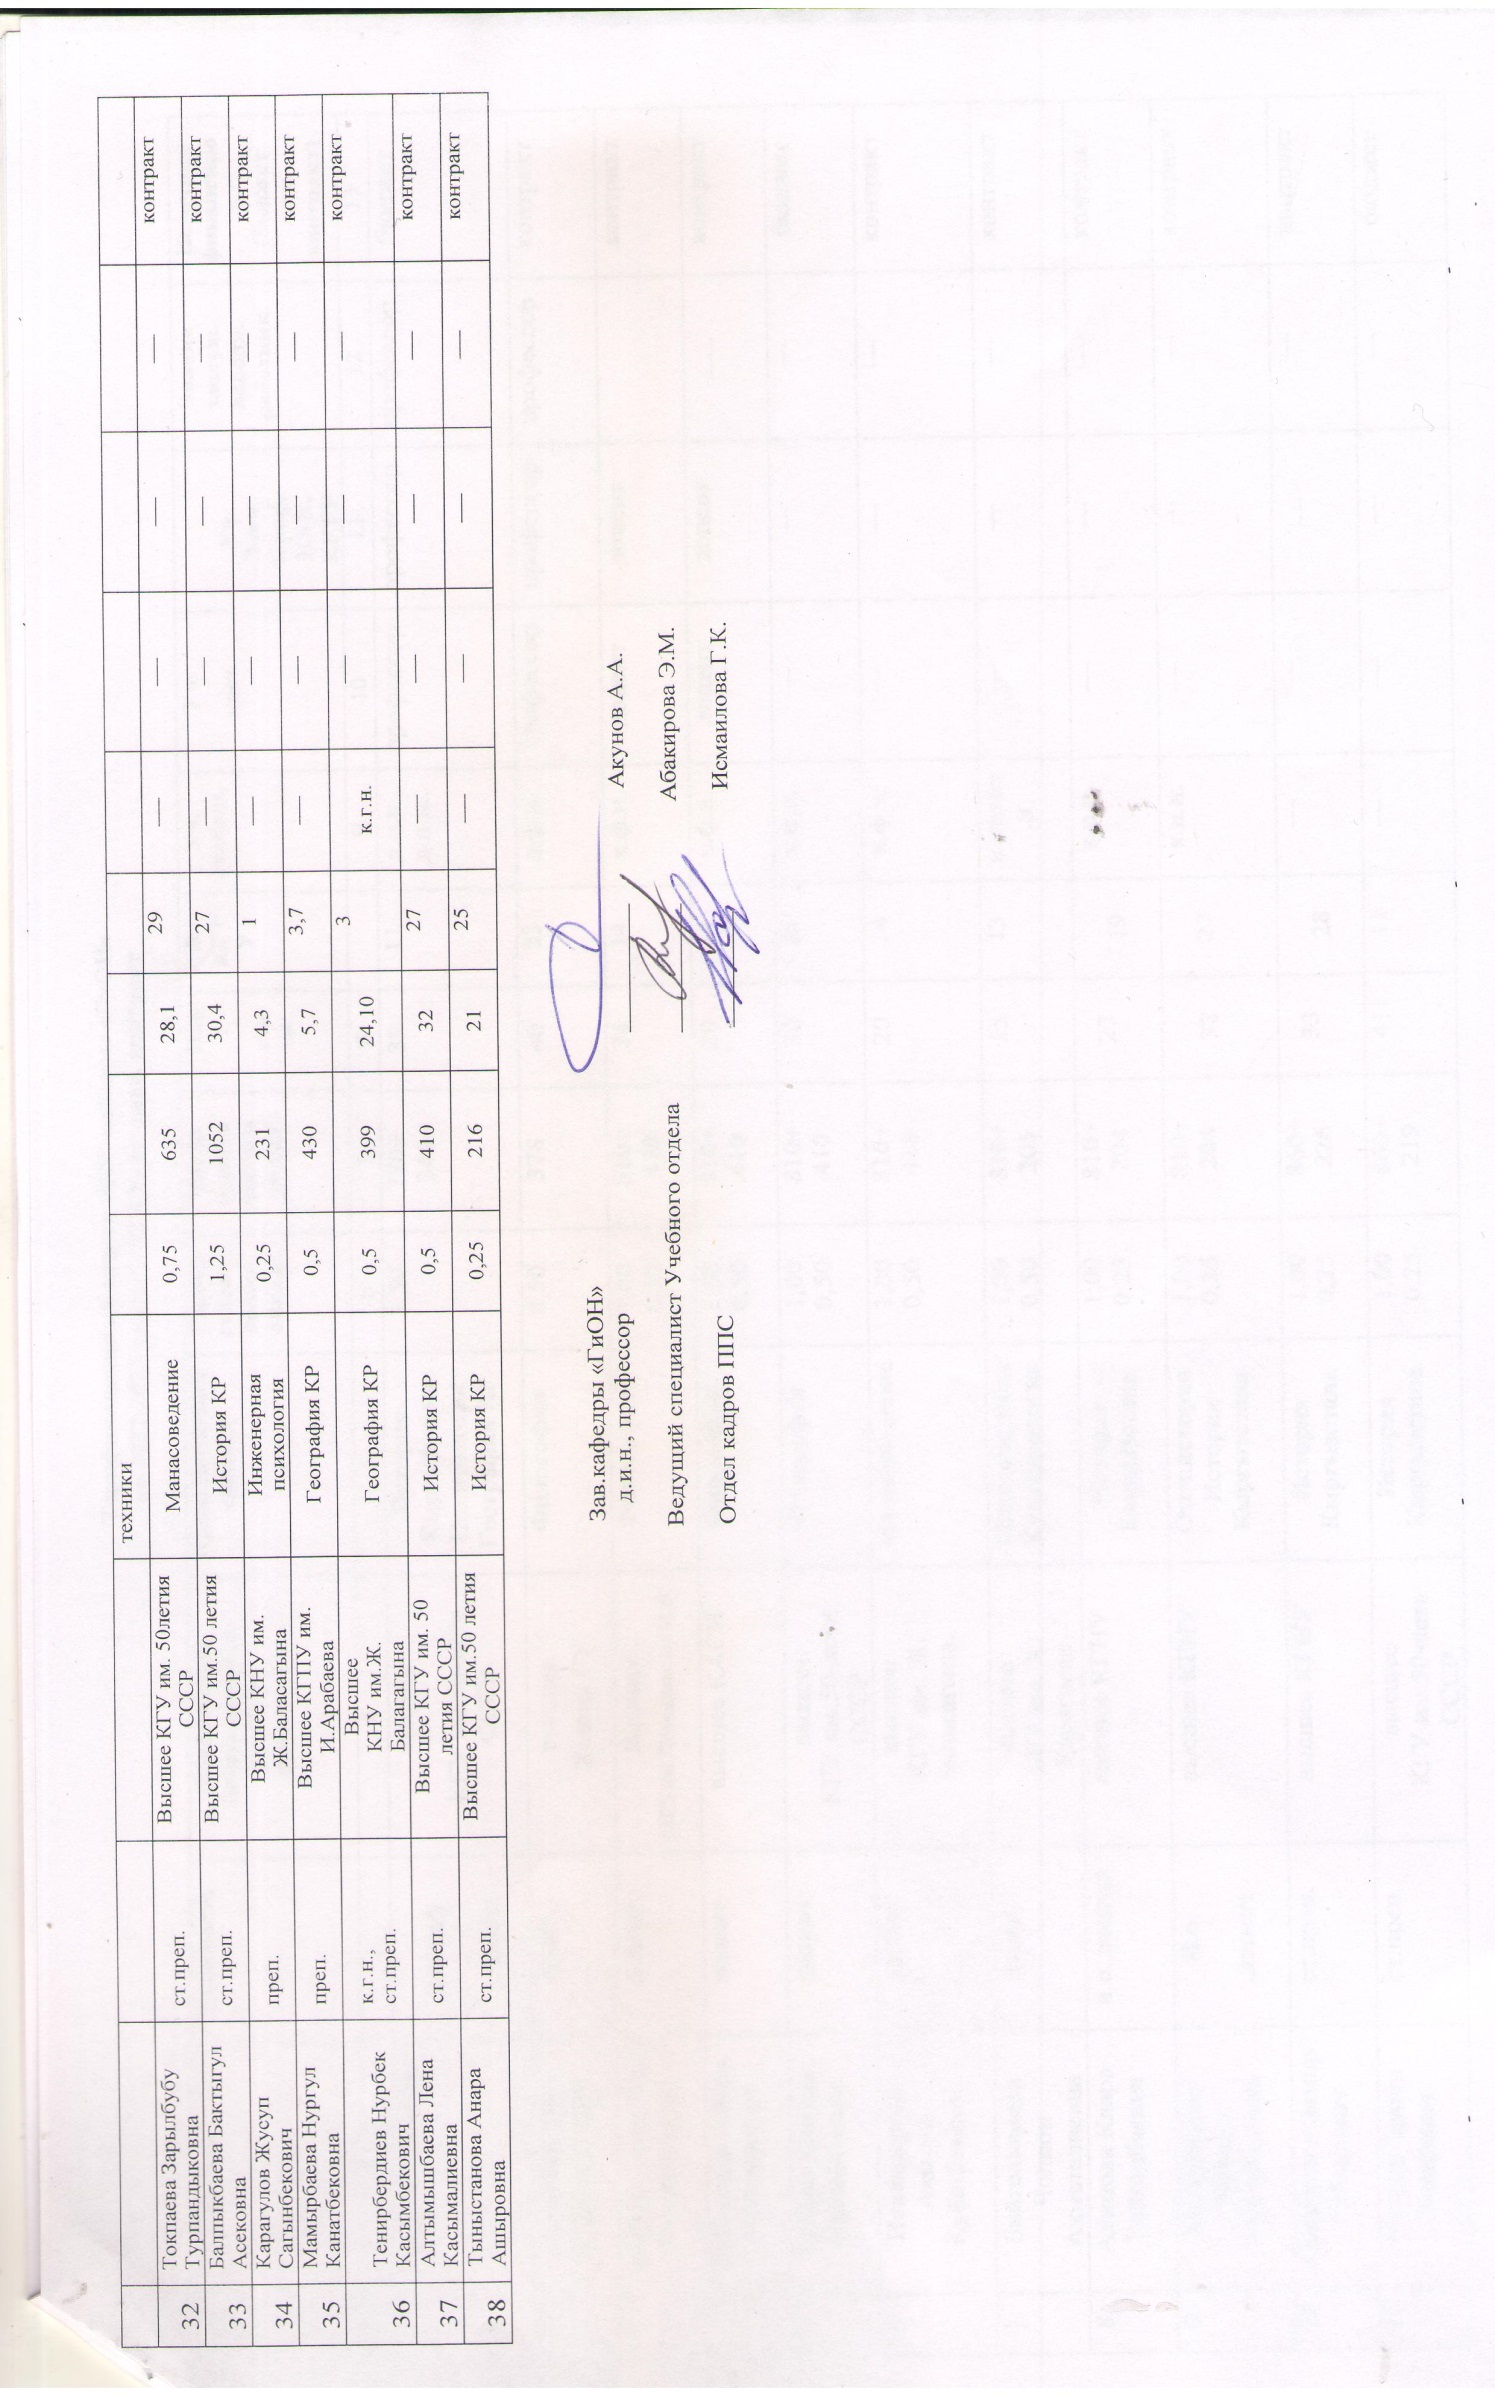 техники
32 Токпаева Зарылбубу Турпандыковна ст.преп. Высшее КГУ им. 50летия СССР Манасоведение 0,75 635 28,1 29 — — — — контракт
33 Балпыкбаева Бактыгул Асековна ст.преп. Высшее КГУ им.50 летия СССР История КР 1,25 1052 30,4 27 — — — — контракт
34 Карагулов Жусуп Сагынбекович преп. Высшее КНУ им. Ж.Баласагына Инженерная психология 0,25 231 4,3 1 — — — — контракт
35 Мамырбаева Нургул Канатбековна преп. Высшее КГПУ им. И.Арабаева География КР 0,5 430 5,7 3,7 — — — — контракт
36 Тенирбердиев Нурбек Касымбекович к.г.н., ст.преп. Высшее КНУ им.Ж. Балагагына География КР 0,5 399 24,10 3 к.г.н. — — — контракт
37 Алтымышбаева Лена Касымалиевна ст.преп. Высшее КГУ им. 50 летия СССР История КР 0,5 410 32 27 — — — — контракт
38 Тыныстанова Анара Ашыровна ст.преп. Высшее КГУ им.50 летия СССР История КР 0,25 216 21 25 — — — — контракт
Зав.кафедры «ГиОН»
д.и.н., профессор Акунов А.А.
Ведущий специалист Учебного отдела Абакирова Э.М.
Отдел кадров ППС Исмаилова Г.К.